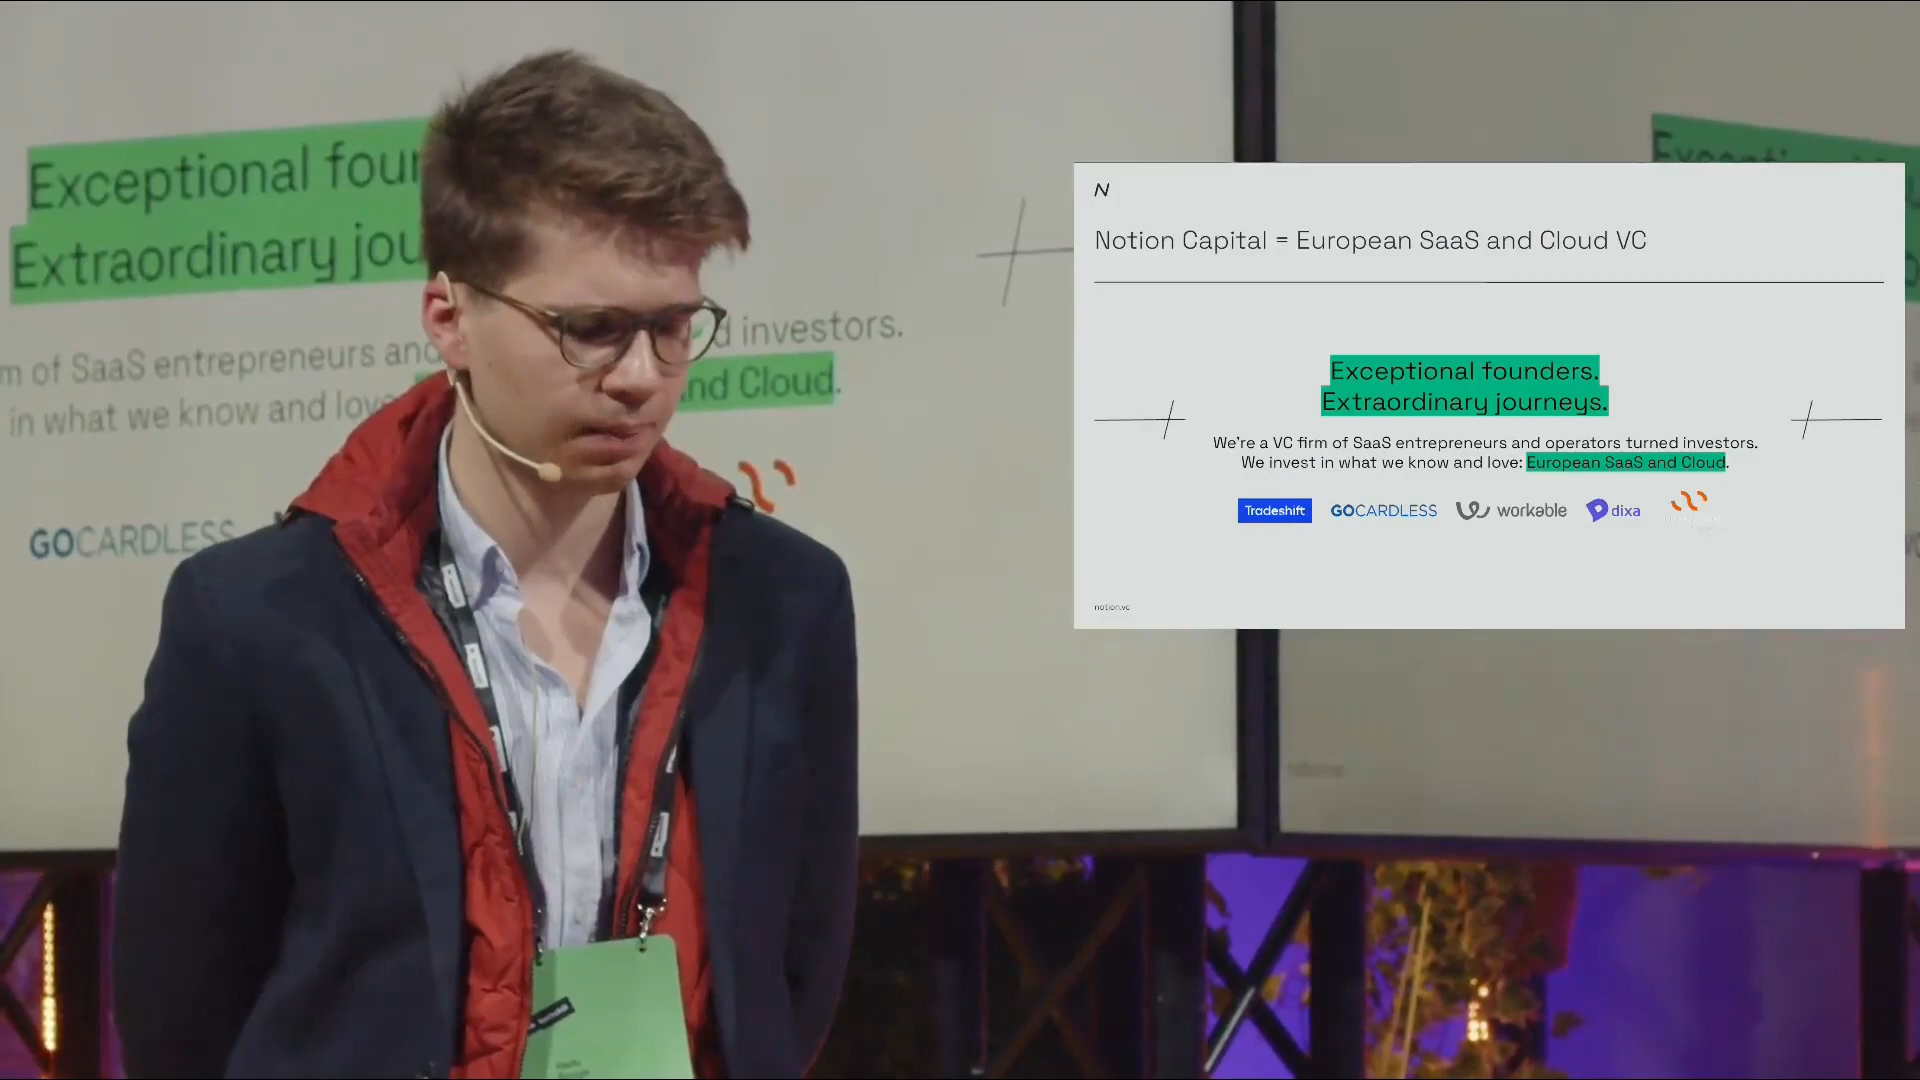 Exceptional four
Extraordinary jou
m of SaaS entrepreneurs and
d investors.
in what we know and love
nd Cloud.
GOCARDLESS
N
Notion Capital = European SaaS and Cloud VC
Exceptional founders.
Extraordinary journeys.
We're a VC firm of SaaS entrepreneurs and operators turned investors.
We invest in what we know and love: European SaaS and Cloud.
Tradeshift GOCARDLESS workable dixa
notion.vc